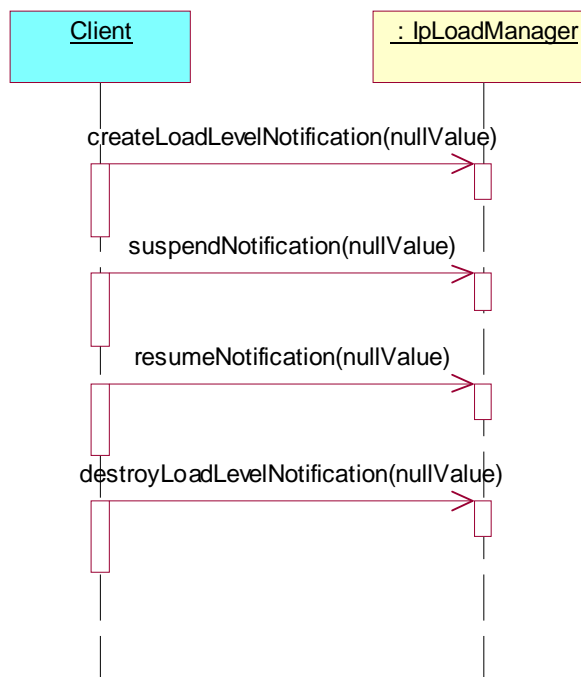 Client
: IpLoadManager
createLoadLevelNotification(nullValue)
suspendNotification(nullValue)
resumeNotification(nullValue)
destroyLoadLevelNotification(nullValue)